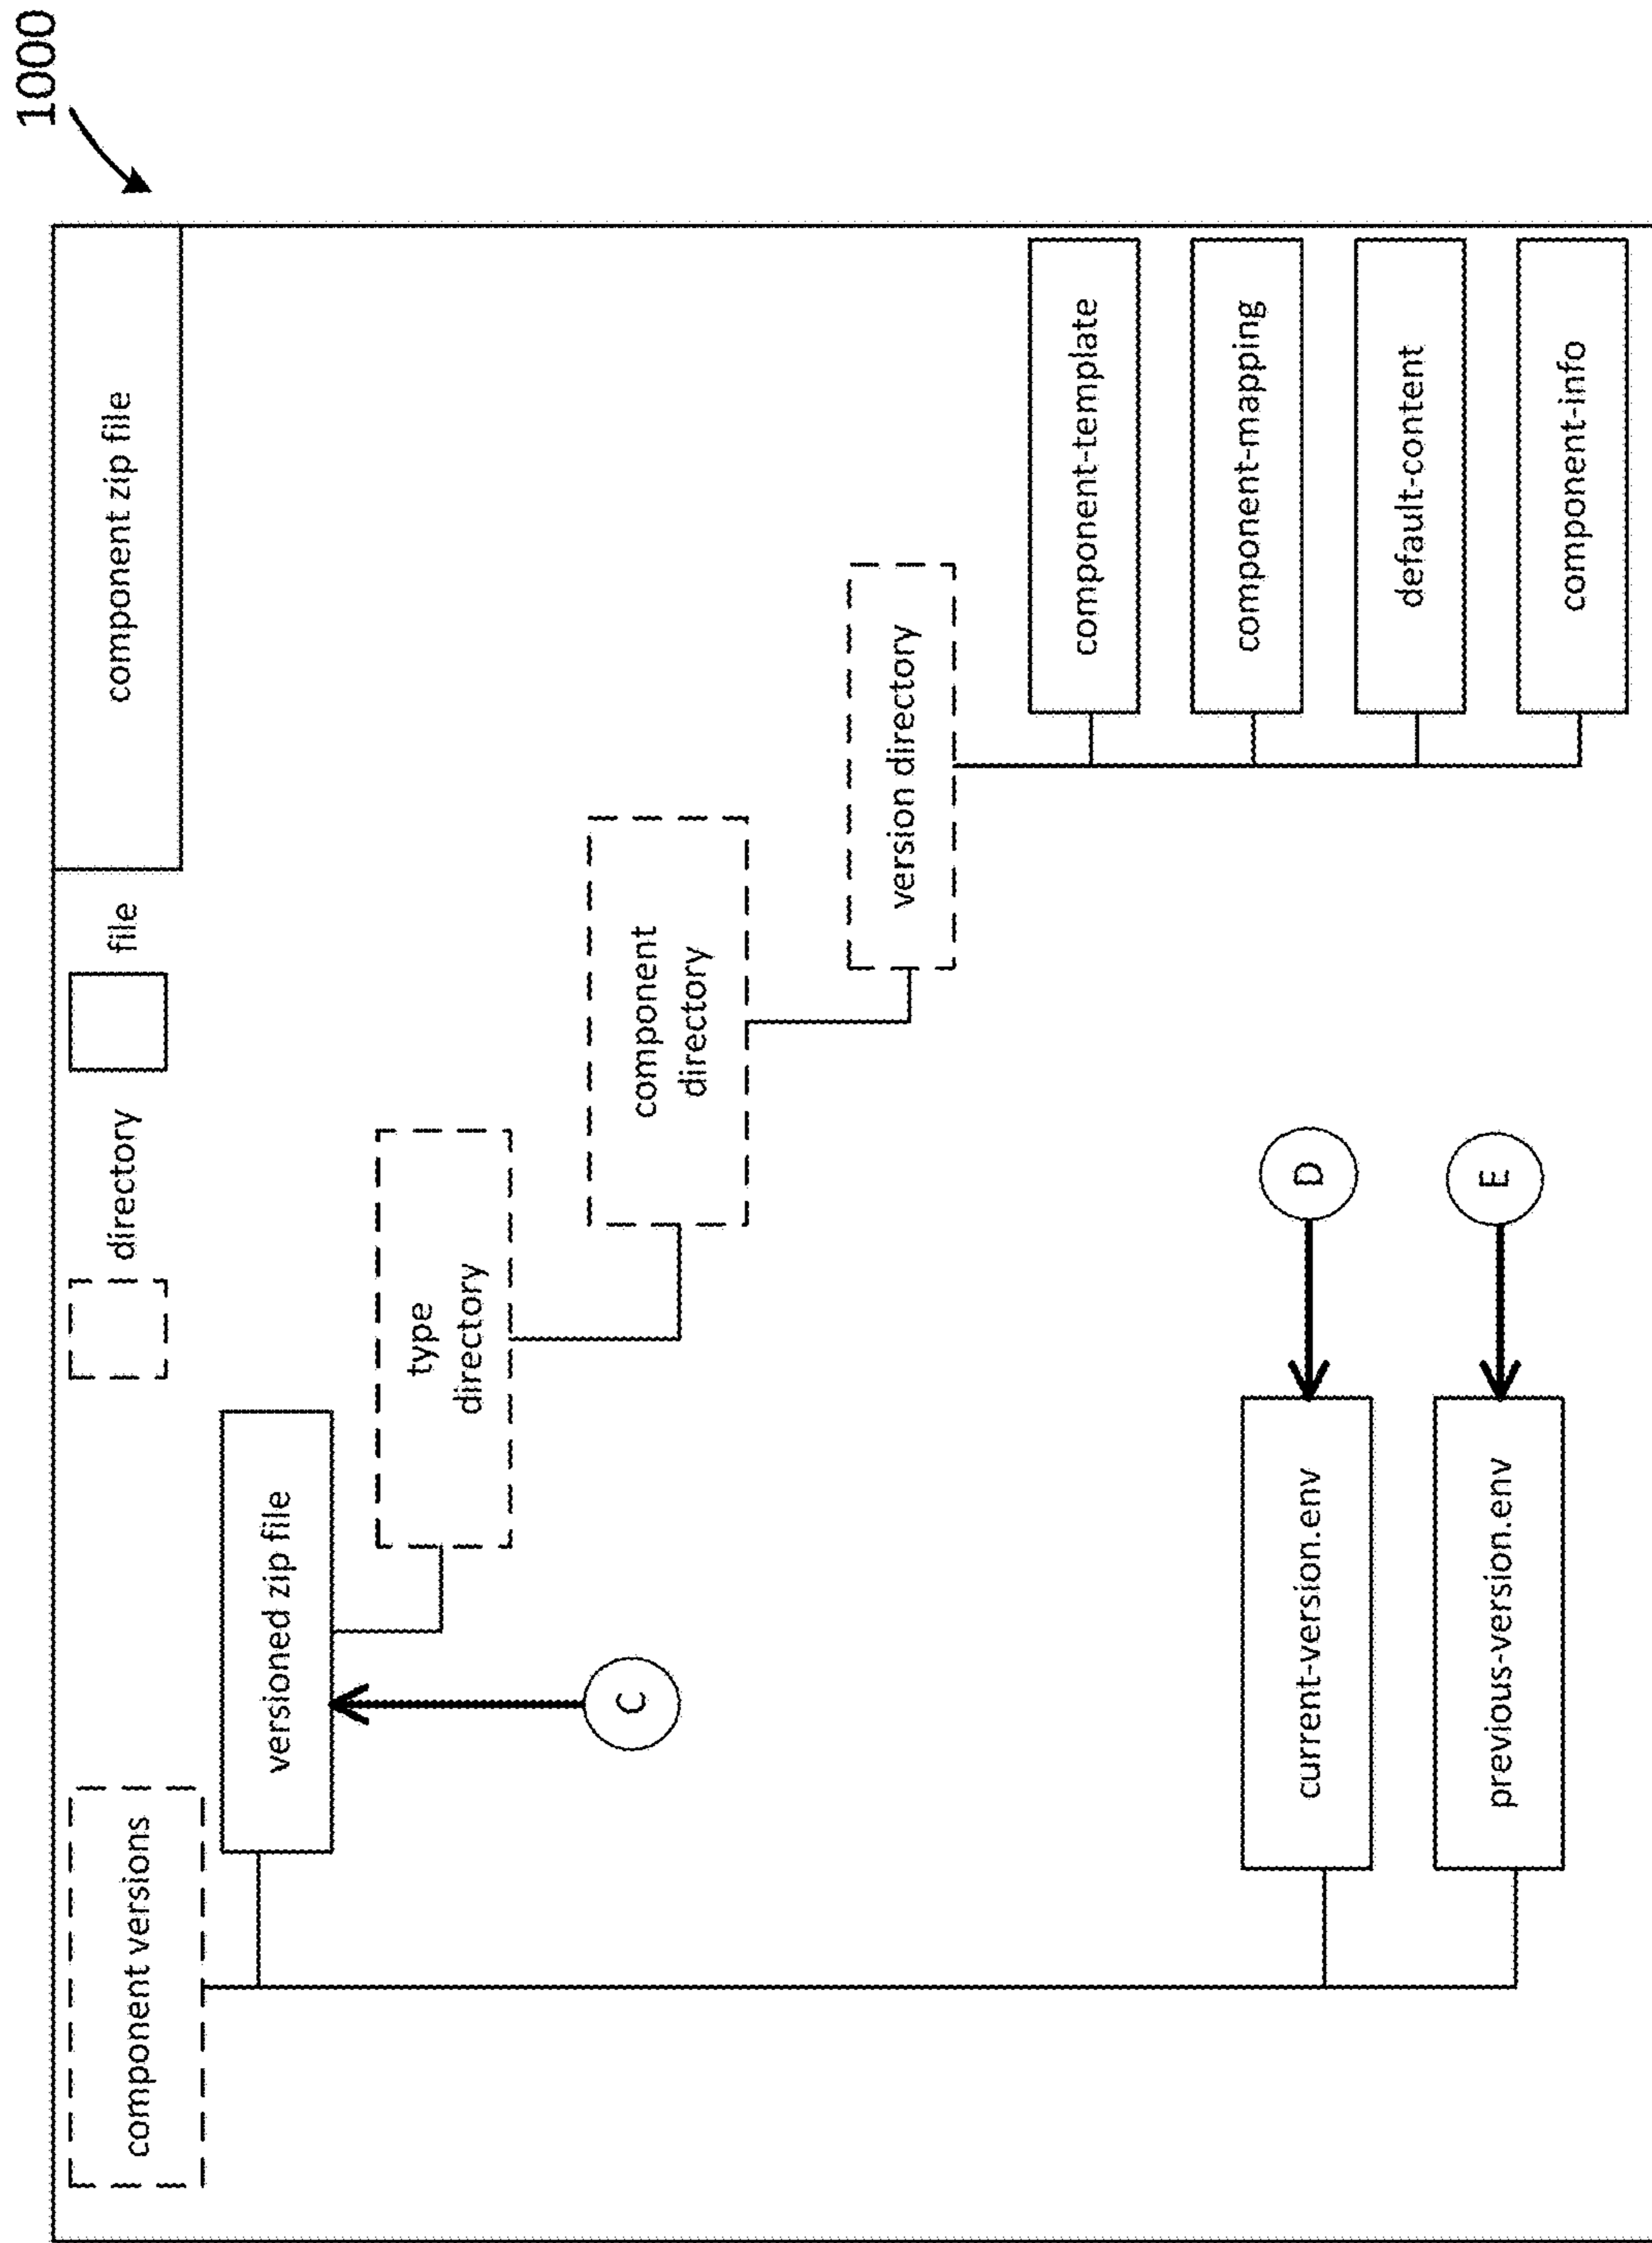 1000
component versions
directory
file
component zip file
versioned zip file
type
directory
C
component
directory
version directory
component-template
component-mapping
default-content
component-info
current-version.env
D
previous-version.env
E